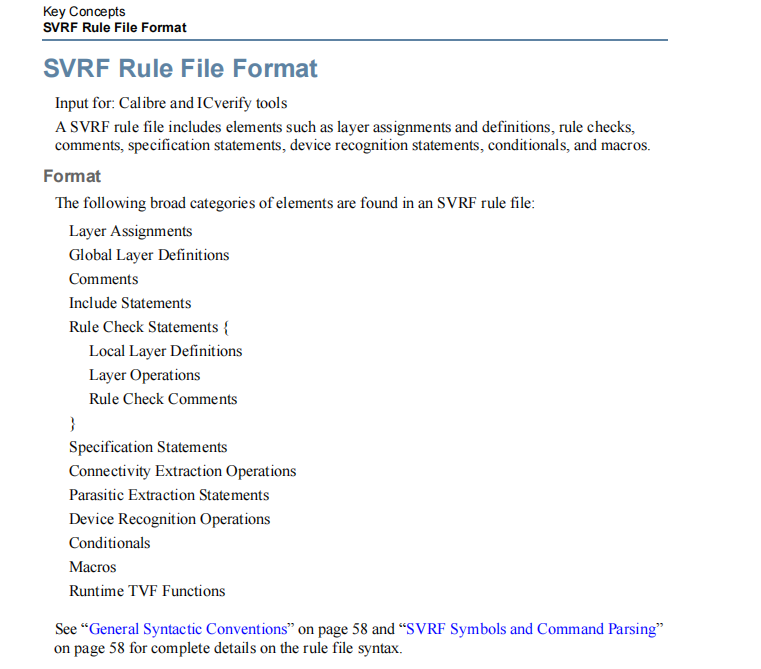 Key Concepts
SVRF Rule File Format
SVRF Rule File Format
Input for: Calibre and ICverify tools
A SVRF rule file includes elements such as layer assignments and definitions, rule checks,
comments, specification statements, device recognition statements, conditionals, and macros.
Format
The following broad categories of elements are found in an SVRF rule file:
Layer Assignments
Global Layer Definitions
Comments
Include Statements
Rule Check Statements {
Local Layer Definitions
Layer Operations
Rule Check Comments
}
Specification Statements
Connectivity Extraction Operations
Parasitic Extraction Statements
Device Recognition Operations
Conditionals
Macros
Runtime TVF Functions
See “General Syntactic Conventions” on page 58 and “SVRF Symbols and Command Parsing”
on page 58 for complete details on the rule file syntax.